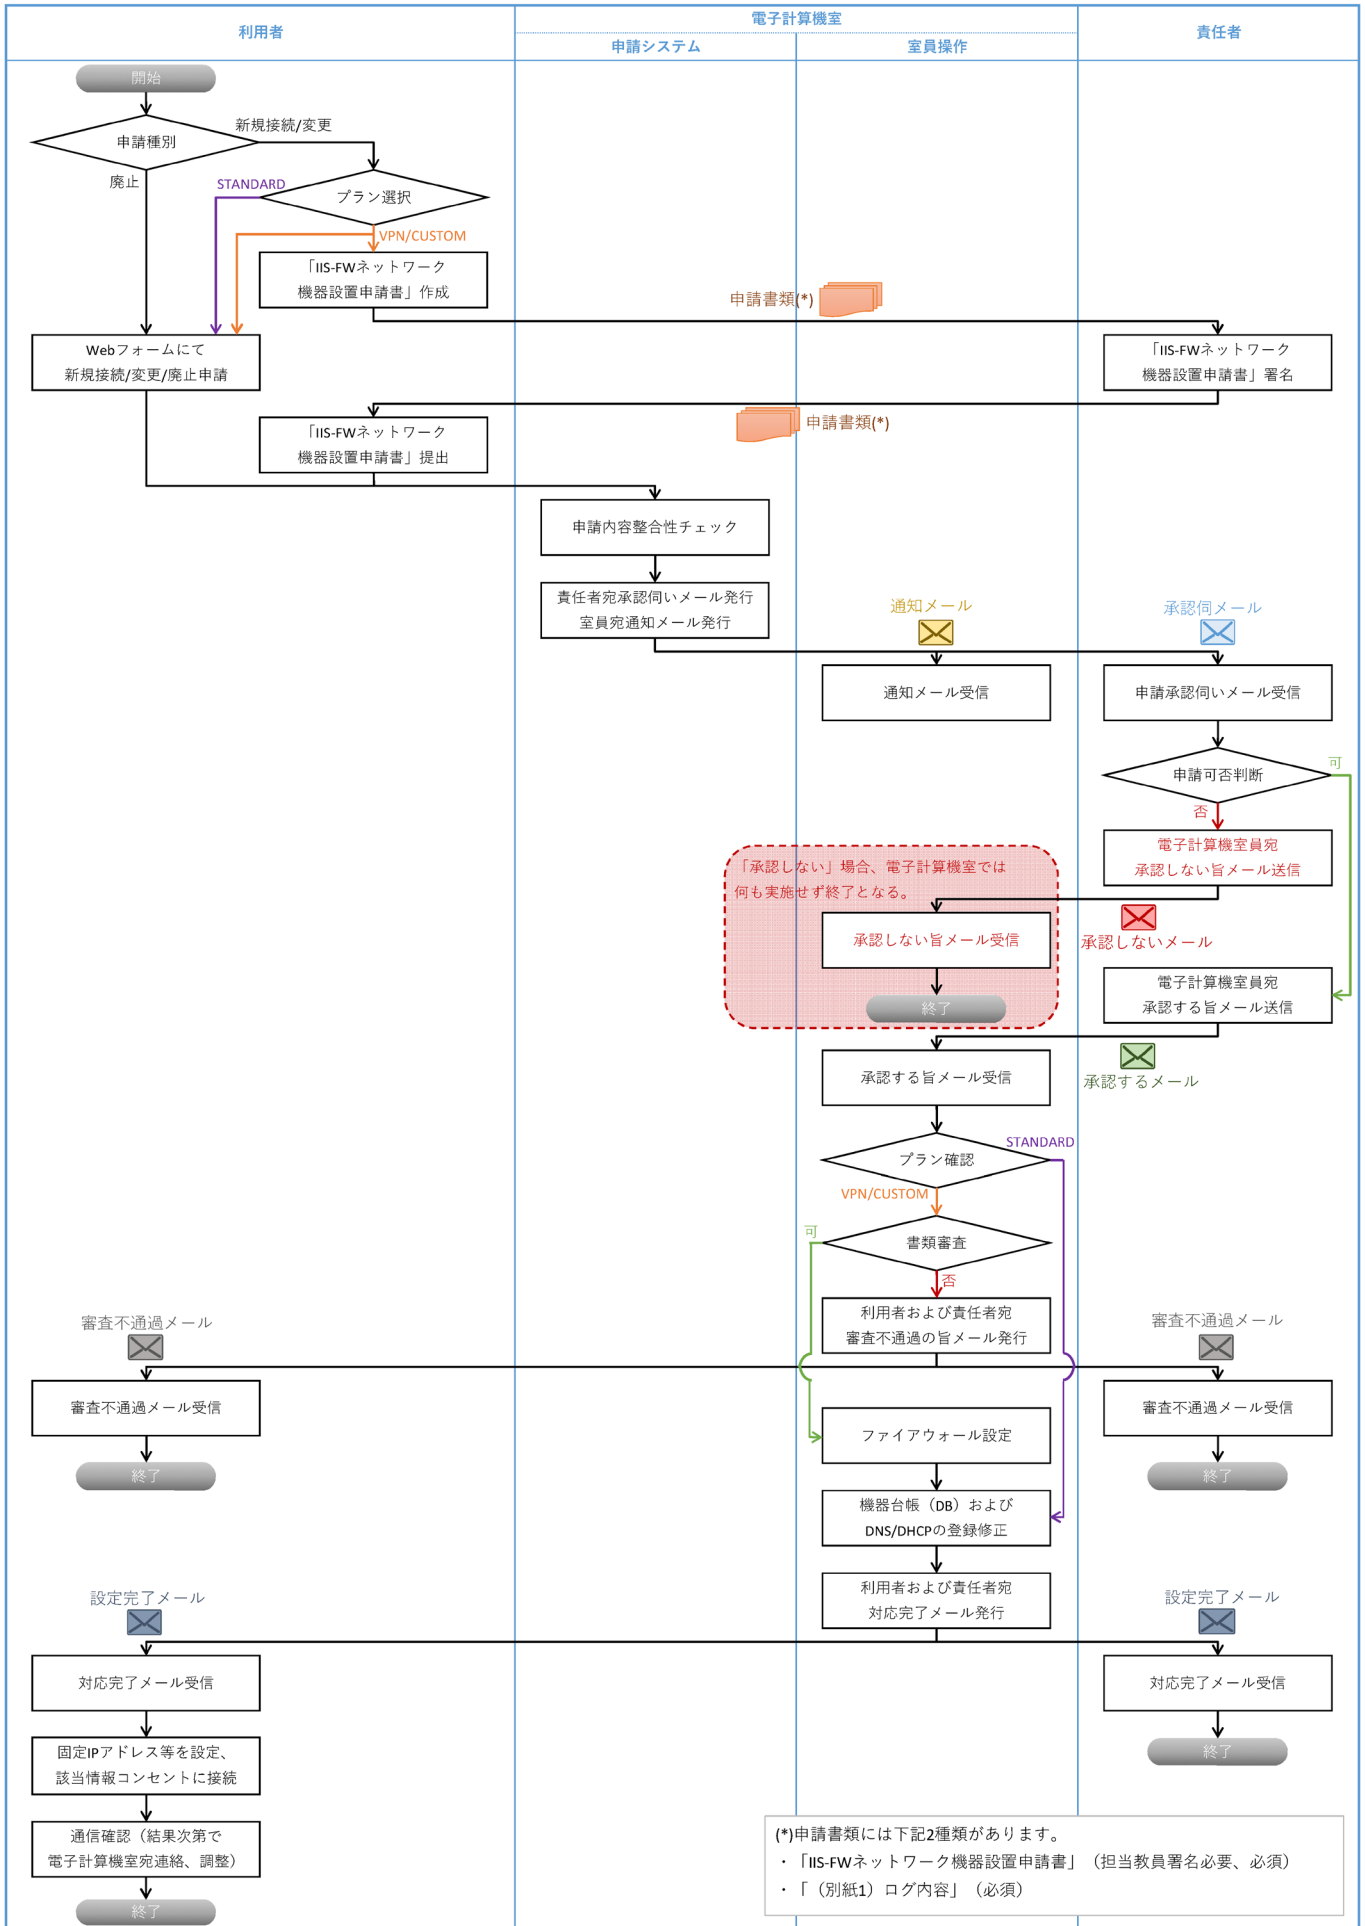 利用者
電子計算機室
申請システム
室員操作
責任者
開始
申請種別
新規接続/変更
廃止
STANDARD
プラン選択
VPN/CUSTOM
「IIS-FWネットワーク
機器設置申請書」作成
申請書類(*)
Webフォームにて
新規接続/変更/廃止申請
「IIS-FWネットワーク
機器設置申請書」署名
申請書類(*)
「IIS-FWネットワーク
機器設置申請書」提出
申請内容整合性チェック
責任者宛承認伺いメール発行
室員宛通知メール発行
通知メール
承認伺メール
通知メール受信
申請承認伺いメール受信
申請可否判断
可
否
電子計算機室員宛
承認しない旨メール送信
「承認しない」場合、電子計算機室では
何も実施せず終了となる。
承認しない旨メール受信
承認しないメール
終了
電子計算機室員宛
承認する旨メール送信
承認するメール
承認する旨メール受信
プラン確認
STANDARD
VPN/CUSTOM
書類審査
可
否
利用者および責任者宛
審査不通過の旨メール発行
審査不通過メール
審査不通過メール
審査不通過メール受信
審査不通過メール受信
終了
終了
ファイアウォール設定
機器台帳（DB）および
DNS/DHCPの登録修正
利用者および責任者宛
対応完了メール発行
設定完了メール
設定完了メール
対応完了メール受信
対応完了メール受信
終了
固定IPアドレス等を設定、
該当情報コンセントに接続
通信確認（結果次第で
電子計算機室宛連絡、調整）
終了
(*)申請書類には下記2種類があります。
・「IIS-FWネットワーク機器設置申請書」（担当教員署名必要、必須）
・「（別紙1）ログ内容」（必須）